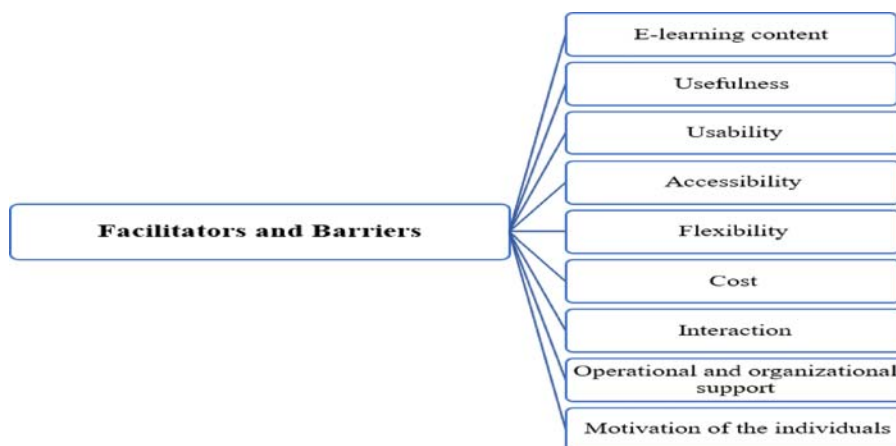 E-learning content
Usefulness
Usability
Accessibility
Facilitators and Barriers
Flexibility
Cost
Interaction
Operational and organizational
support
Motivation of the individuals